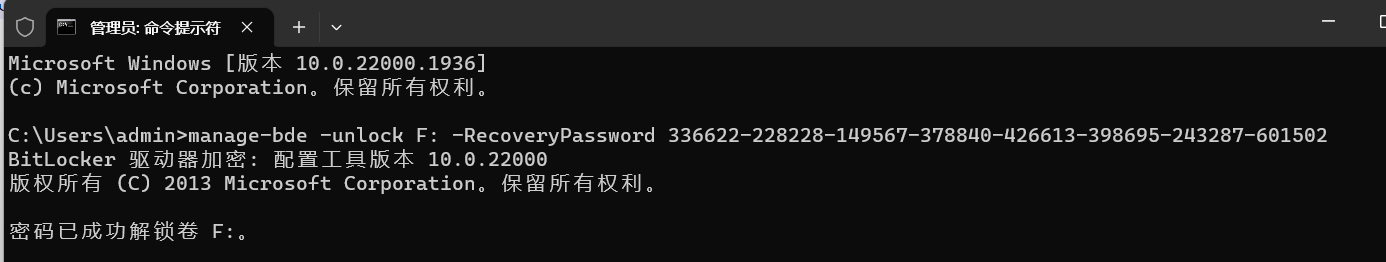 管理员: 命令提示符
Microsoft Windows [版本 10.0.22000.1936]
(c) Microsoft Corporation。保留所有权利。
C:\Users\admin>manage-bde -unlock F: -RecoveryPassword 336622-228228-149567-378840-426613-398695-243287-601502
BitLocker 驱动器加密: 配置工具版本 10.0.22000
版权所有 (C) 2013 Microsoft Corporation。保留所有权利。
密码已成功解锁卷 F:。